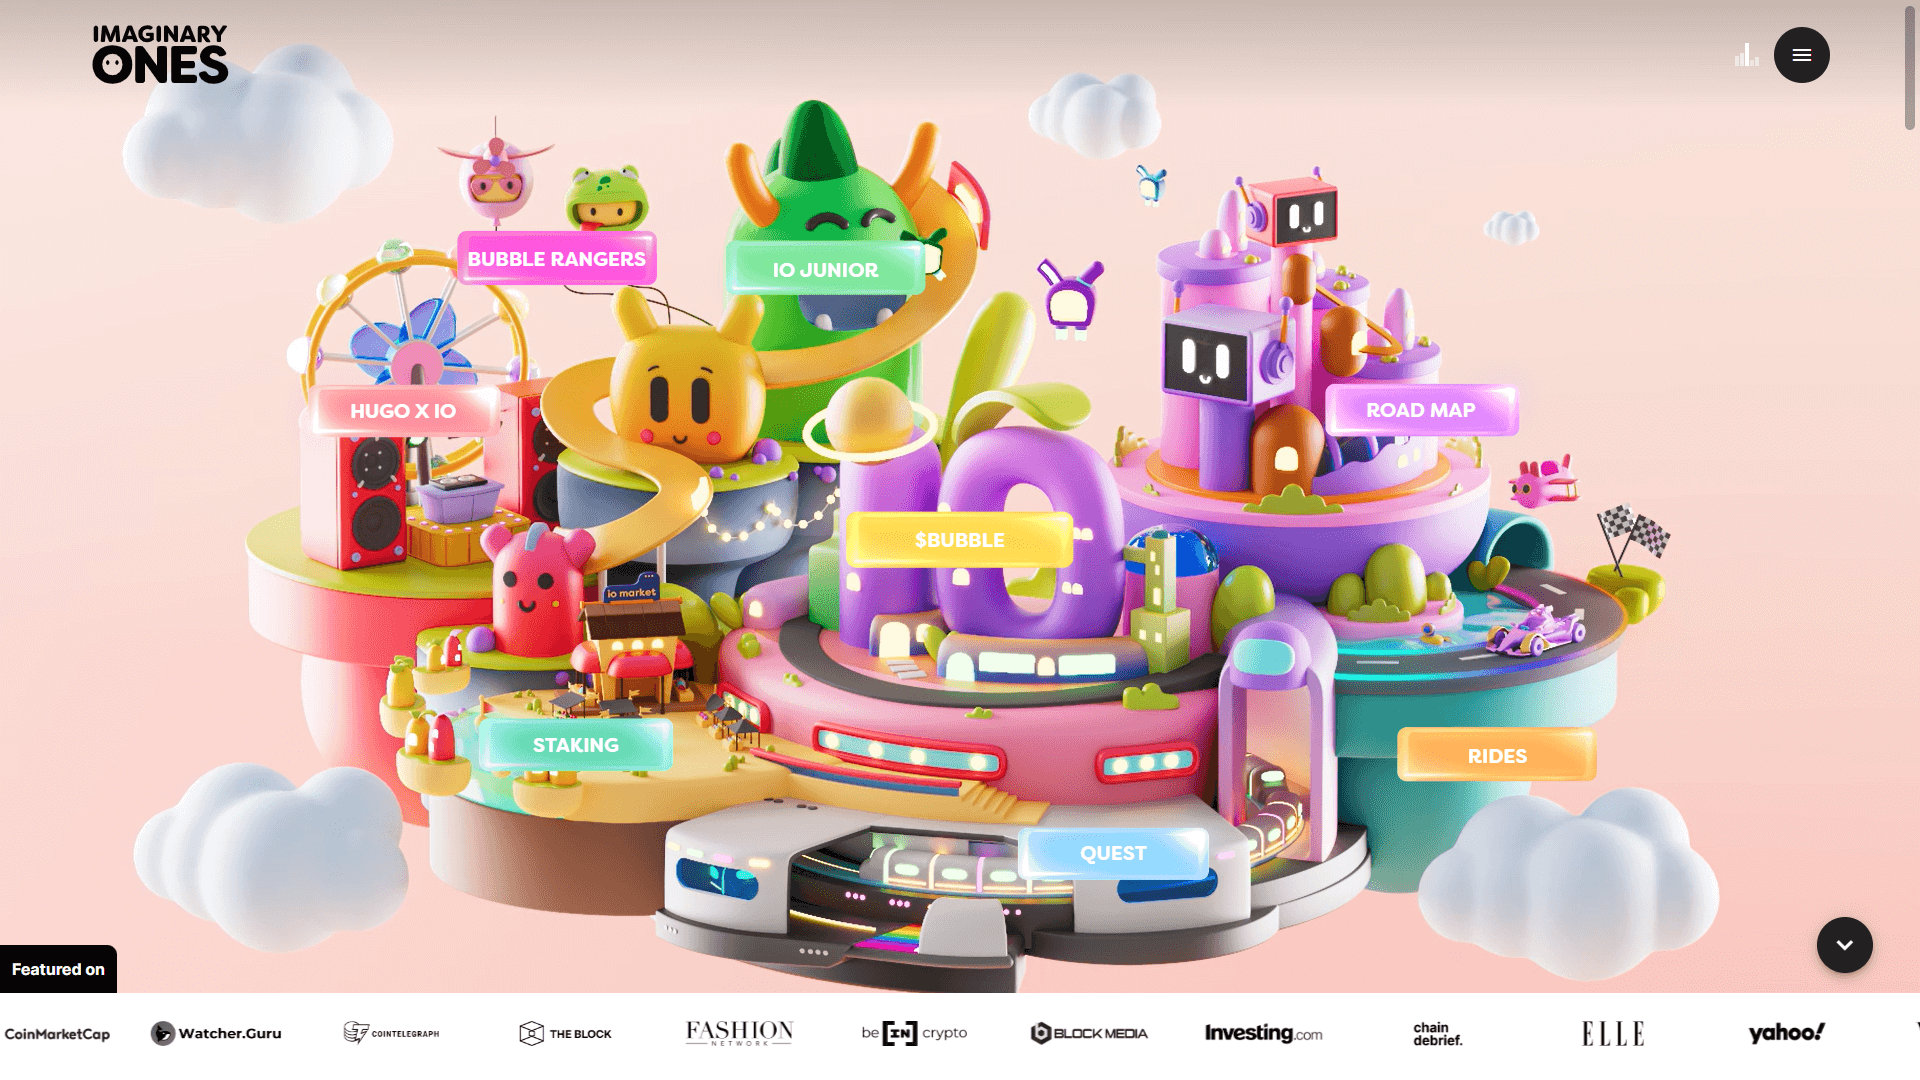 IMAGINARY
ONES
BUBBLE RANGERS
IO JUNIOR
HUGO X IO
ROAD MAP
$BUBBLE
io market
STAKING
RIDES
QUEST
Featured on
CoinMarketCap
Watcher.Guru
COINTELEGRAPH
THE BLOCK
FASHION
NETWORK
be IN crypto
BLOCK MEDIA
Investing.com
chain
debrief.
ELLE
yahoo!